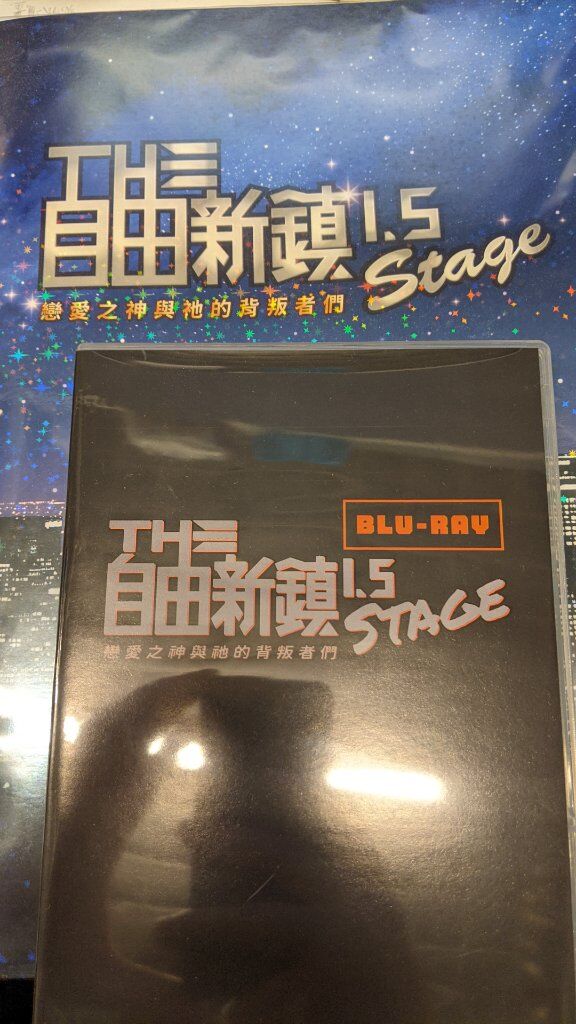 THE
自由新鎮 1.5
Stage
戀愛之神與祂的背叛者們
BLU-RAY
THE
自由新鎮 1.5
STAGE
戀愛之神與祂的背叛者們